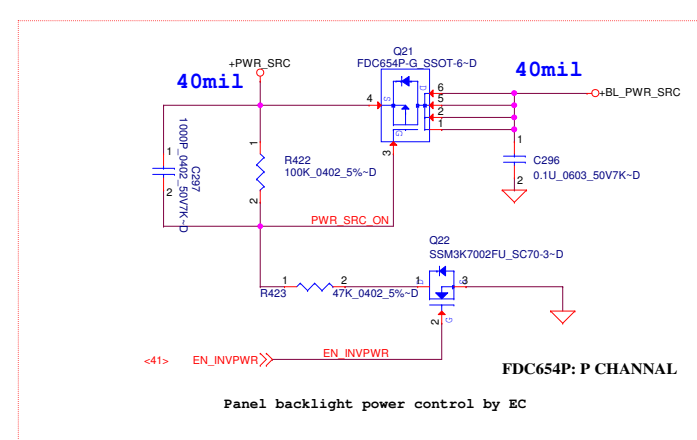 Q21
FDC654P-G_SSOT-6~D
+PWR_SRC
40mil
40mil
S
D
G
4
6
5
2
1
3
+BL_PWR_SRC
1
2
C297
1000P_0402_50V7K~D
1
2
R422
100K_0402_5%~D
1
2
C296
0.1U_0603_50V7K~D
PWR_SRC_ON
Q22
SSM3K7002FU_SC70-3~D
R423
1
2
47K_0402_5%~D
1
3
2
G
<41>
EN_INVPWR
EN_INVPWR
FDC654P: P CHANNAL
Panel backlight power control by EC